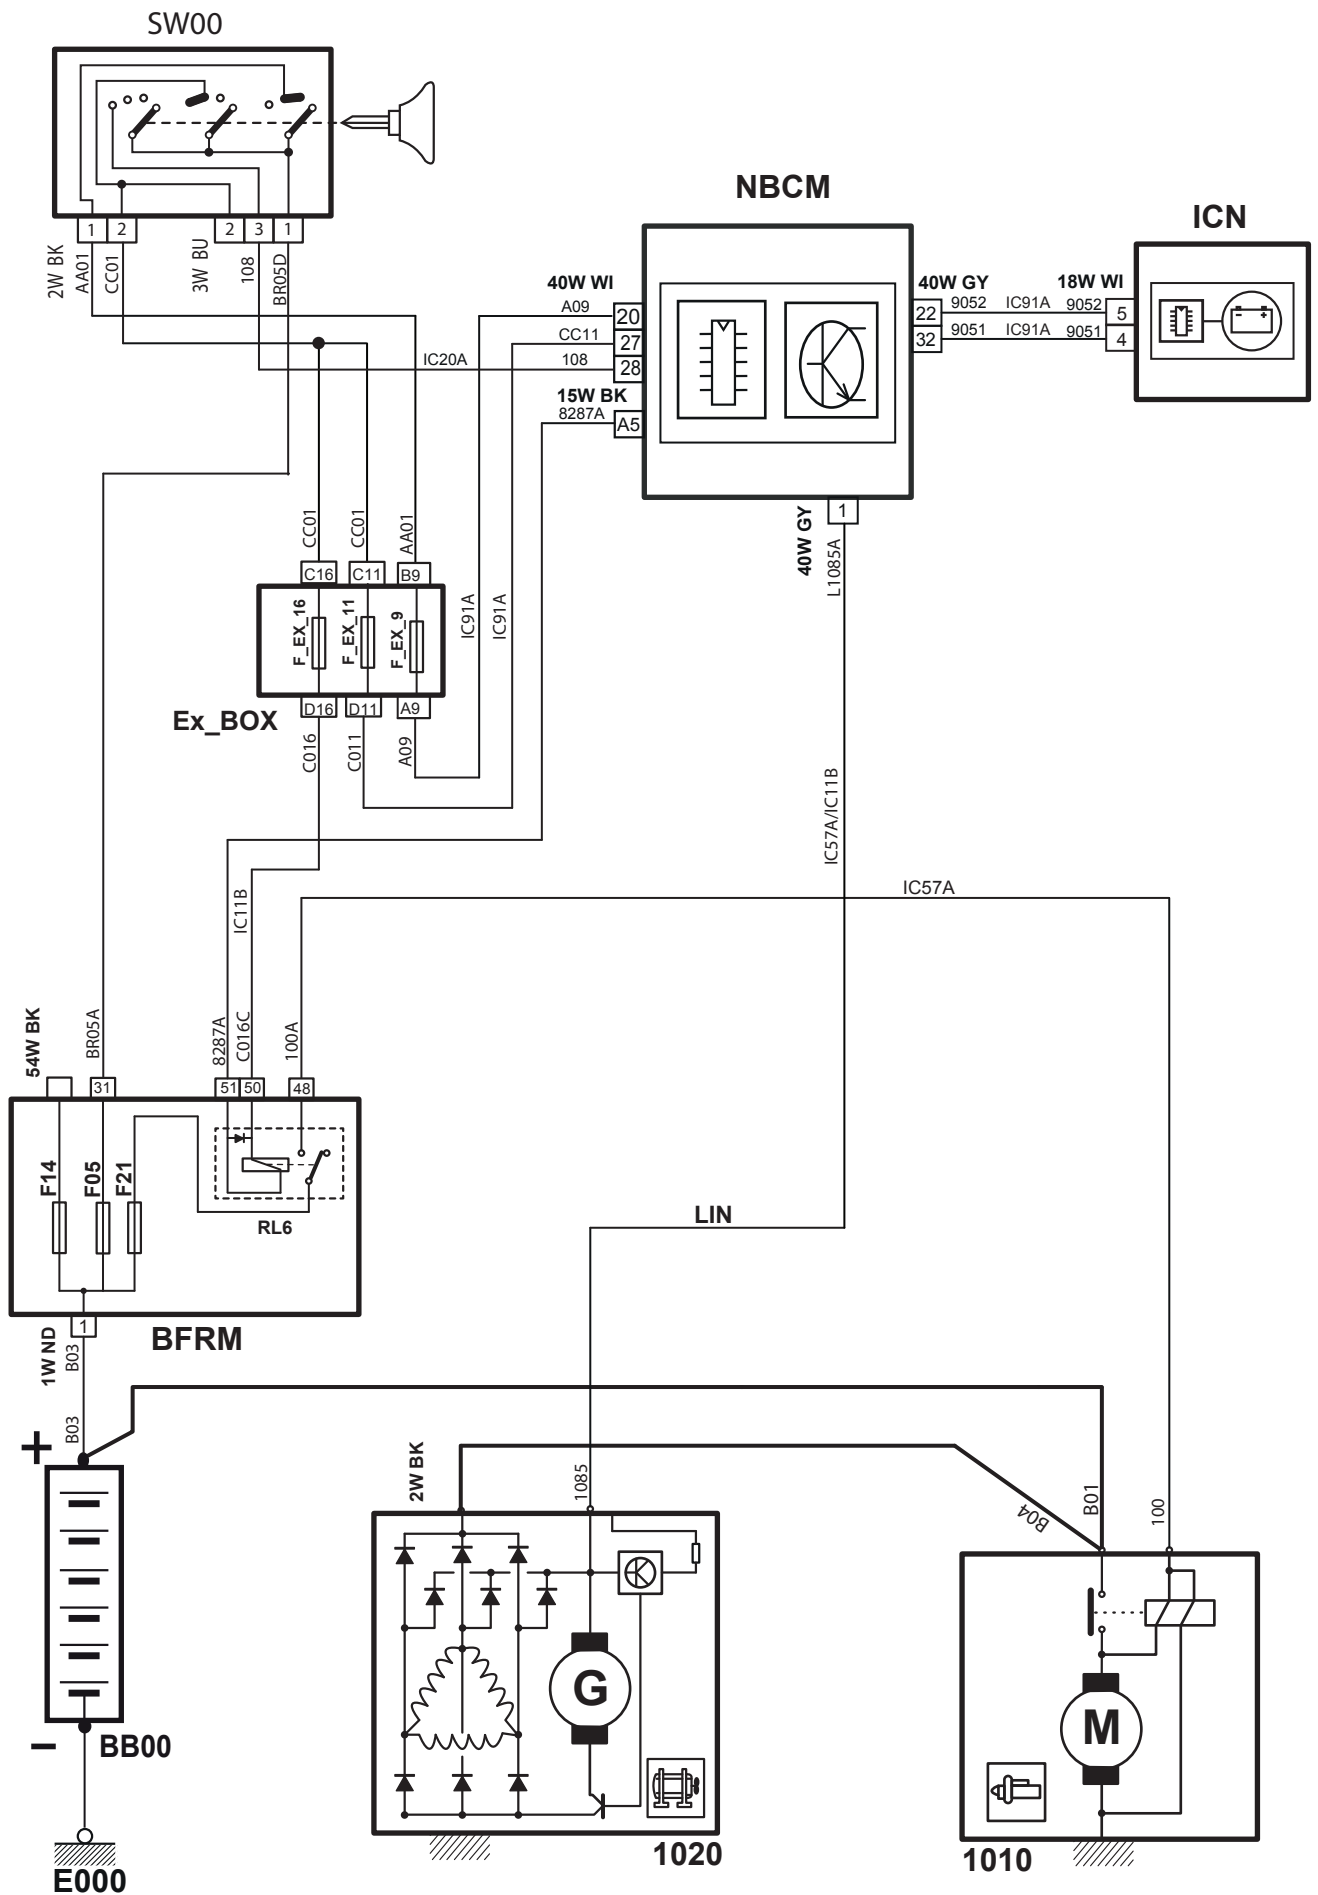 SW00
1 2 2 3 1
2W BK
AA01
CC01
3W BU
108
BR05D
NBCM
ICN
40W WI
A09
20
CC11
27
IC20A
108
28
15W BK
8287A
A5
40W GY
22
9052 IC91A 9052
32
9051 IC91A 9051
18W WI
5
4
1
40W GY
L1085A
CC01
CC01
AA01
C16 C11 B9
F_EX_16
F_EX_11
F_EX_9
IC91A
IC91A
D16 D11 A9
Ex_BOX
C016
C011
A09
IC57A/IC11B
IC57A
IC11B
54W BK
BR05A
8287A
C016C
100A
31 51 50 48
F14
F05
F21
RL6
LIN
1
BFRM
1W ND
B03
B03
+
2W BK
1085
B04
B01
100
G
M
−
BB00
1020
1010
E000